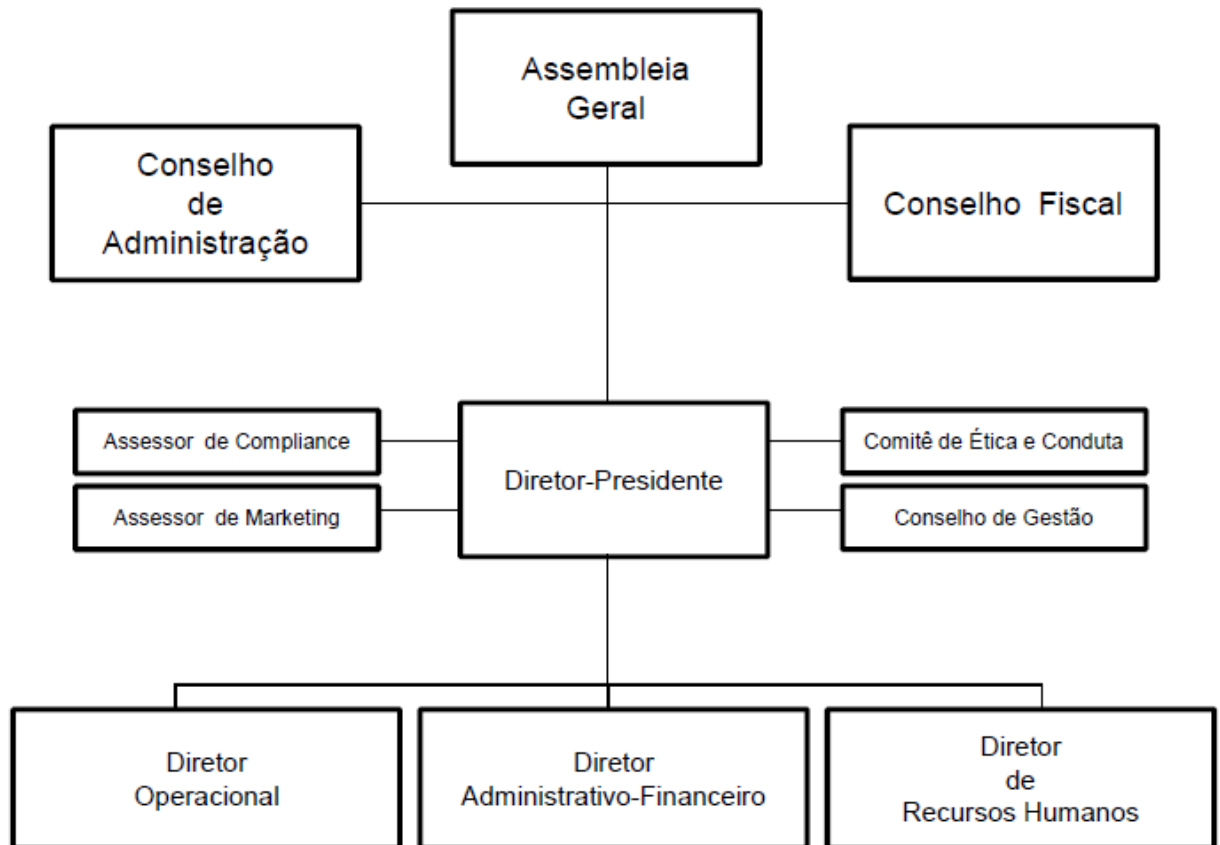 Assembleia
Geral
Conselho
de
Administração
Conselho Fiscal
Assessor de Compliance
Assessor de Marketing
Diretor-Presidente
Comitê de Ética e Conduta
Conselho de Gestão
Diretor
Operacional
Diretor
Administrativo-Financeiro
Diretor
de
Recursos Humanos